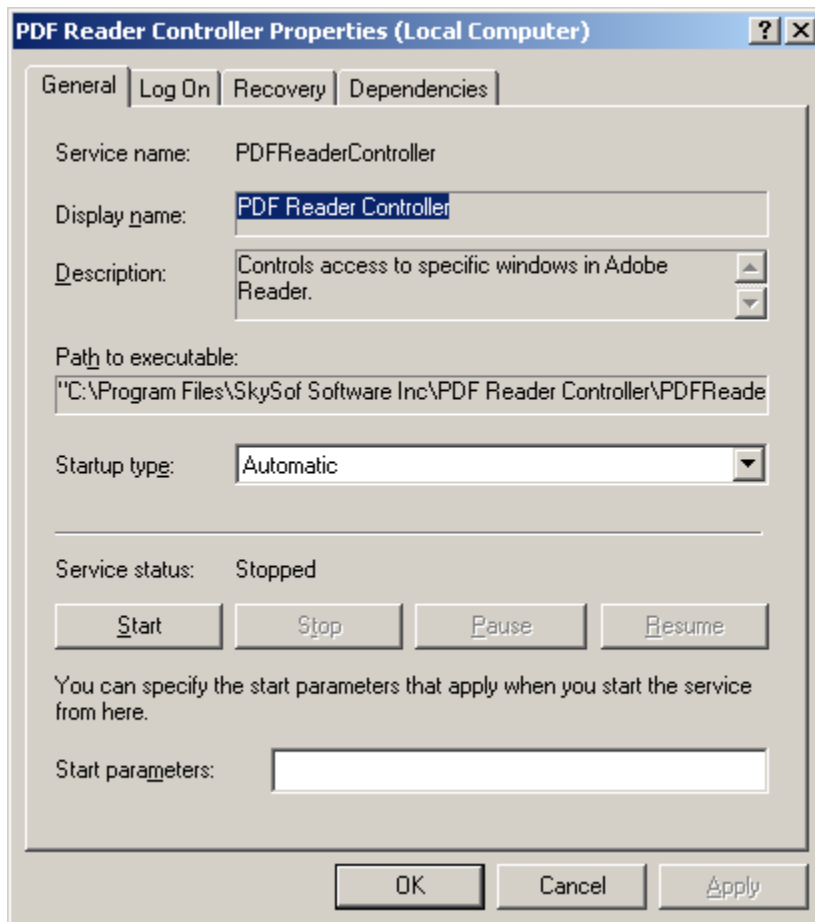 PDF Reader Controller Properties (Local Computer)
General Log On Recovery Dependencies
Service name: PDFReaderController
Display name: PDF Reader Controller
Description: Controls access to specific windows in Adobe
Reader.
Path to executable:
"C:\Program Files\SkySof Software Inc\PDF Reader Controller\PDFReade
Startup type: Automatic
Service status: Stopped
Start Stop Pause Resume
You can specify the start parameters that apply when you start the service
from here.
Start parameters:
OK Cancel Apply